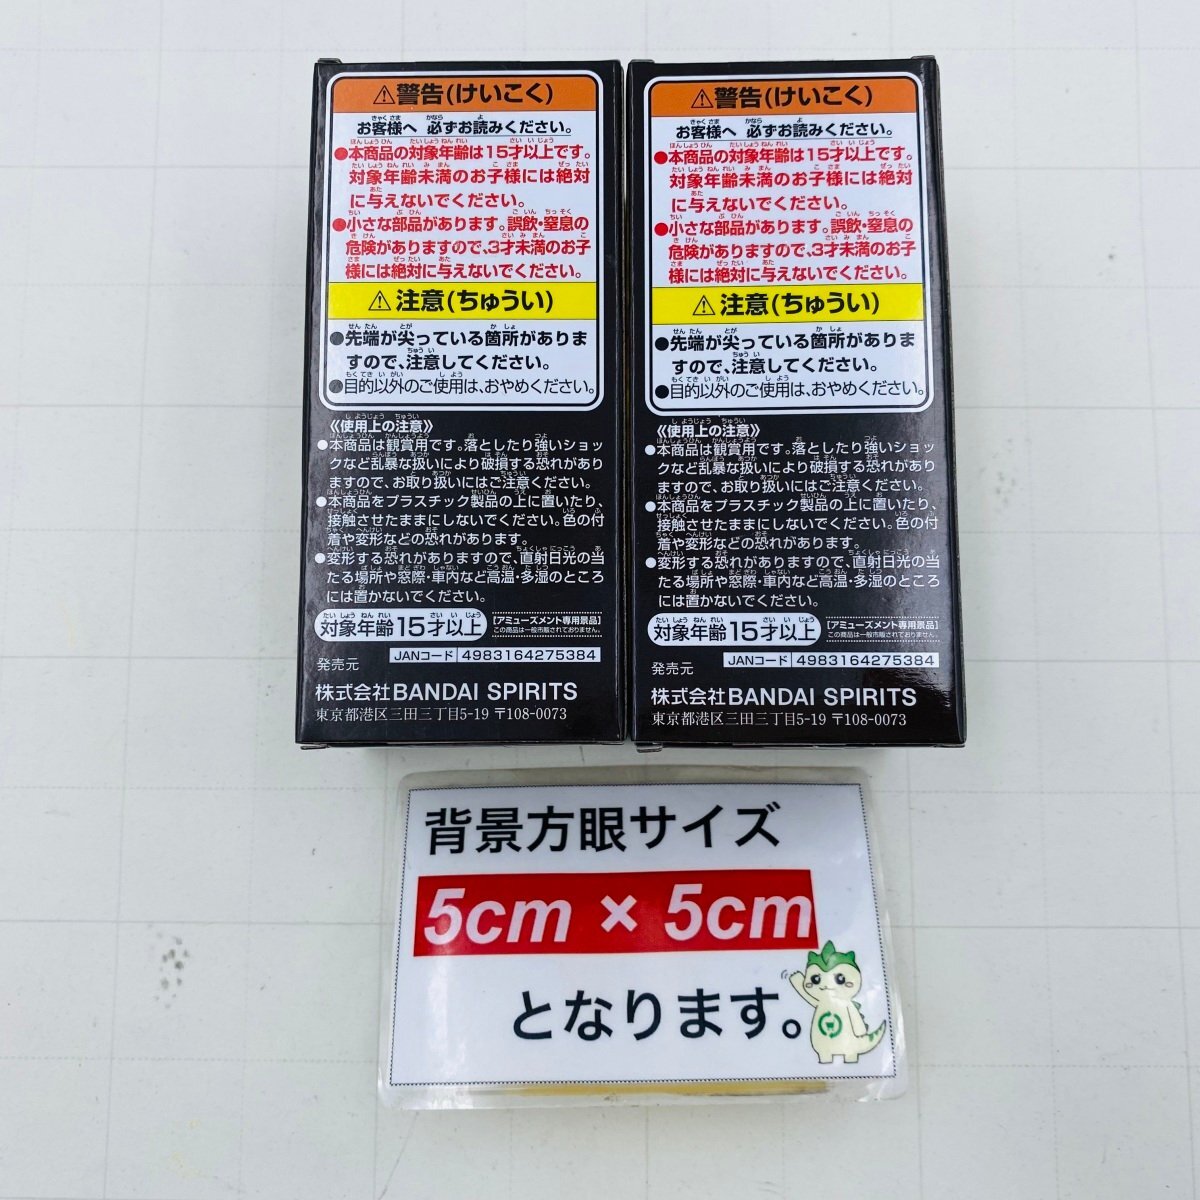 ⚠警告(けいこく)
お客様へ 必ずお読みください。
●本商品の対象年齢は15才以上です。
対象年齢未満のお子様には絶対
に与えないでください。
●小さな部品があります。誤飲・窒息の
危険がありますので、3才未満のお子
様には絶対に与えないでください。
⚠注意(ちゅうい)
●先端が尖っている箇所がありま
すので、注意してください。
●目的以外のご使用は、おやめください。
《使用上の注意》
●本商品は観賞用です。落としたり強いショッ
クなど乱暴な扱いにより破損する恐れがあり
ますので、お取り扱いにはご注意ください。
●本商品をプラスチック製品の上に置いたり、
接触させたままにしないでください。色の付
着や変形などの恐れがあります。
●変形する恐れがありますので、直射日光の当
たる場所や窓際・車内など高温・多湿のところ
には置かないでください。
対象年齢15才以上
【アミューズメント専用景品】
この商品は一般市販されておりません。
発売元
JANコード 4983164275384
株式会社BANDAI SPIRITS
東京都港区三田三丁目5-19 〒108-0073
⚠警告(けいこく)
お客様へ 必ずお読みください。
●本商品の対象年齢は15才以上です。
対象年齢未満のお子様には絶対
に与えないでください。
●小さな部品があります。誤飲・窒息の
危険がありますので、3才未満のお子
様には絶対に与えないでください。
⚠注意(ちゅうい)
●先端が尖っている箇所がありま
すので、注意してください。
●目的以外のご使用は、おやめください。
《使用上の注意》
●本商品は観賞用です。落としたり強いショッ
クなど乱暴な扱いにより破損する恐れがあり
ますので、お取り扱いにはご注意ください。
●本商品をプラスチック製品の上に置いたり、
接触させたままにしないでください。色の付
着や変形などの恐れがあります。
●変形する恐れがありますので、直射日光の当
たる場所や窓際・車内など高温・多湿のところ
には置かないでください。
対象年齢15才以上
【アミューズメント専用景品】
この商品は一般市販されておりません。
発売元
JANコード 4983164275384
株式会社BANDAI SPIRITS
東京都港区三田三丁目5-19 〒108-0073
背景方眼サイズ
5cm × 5cm
となります。